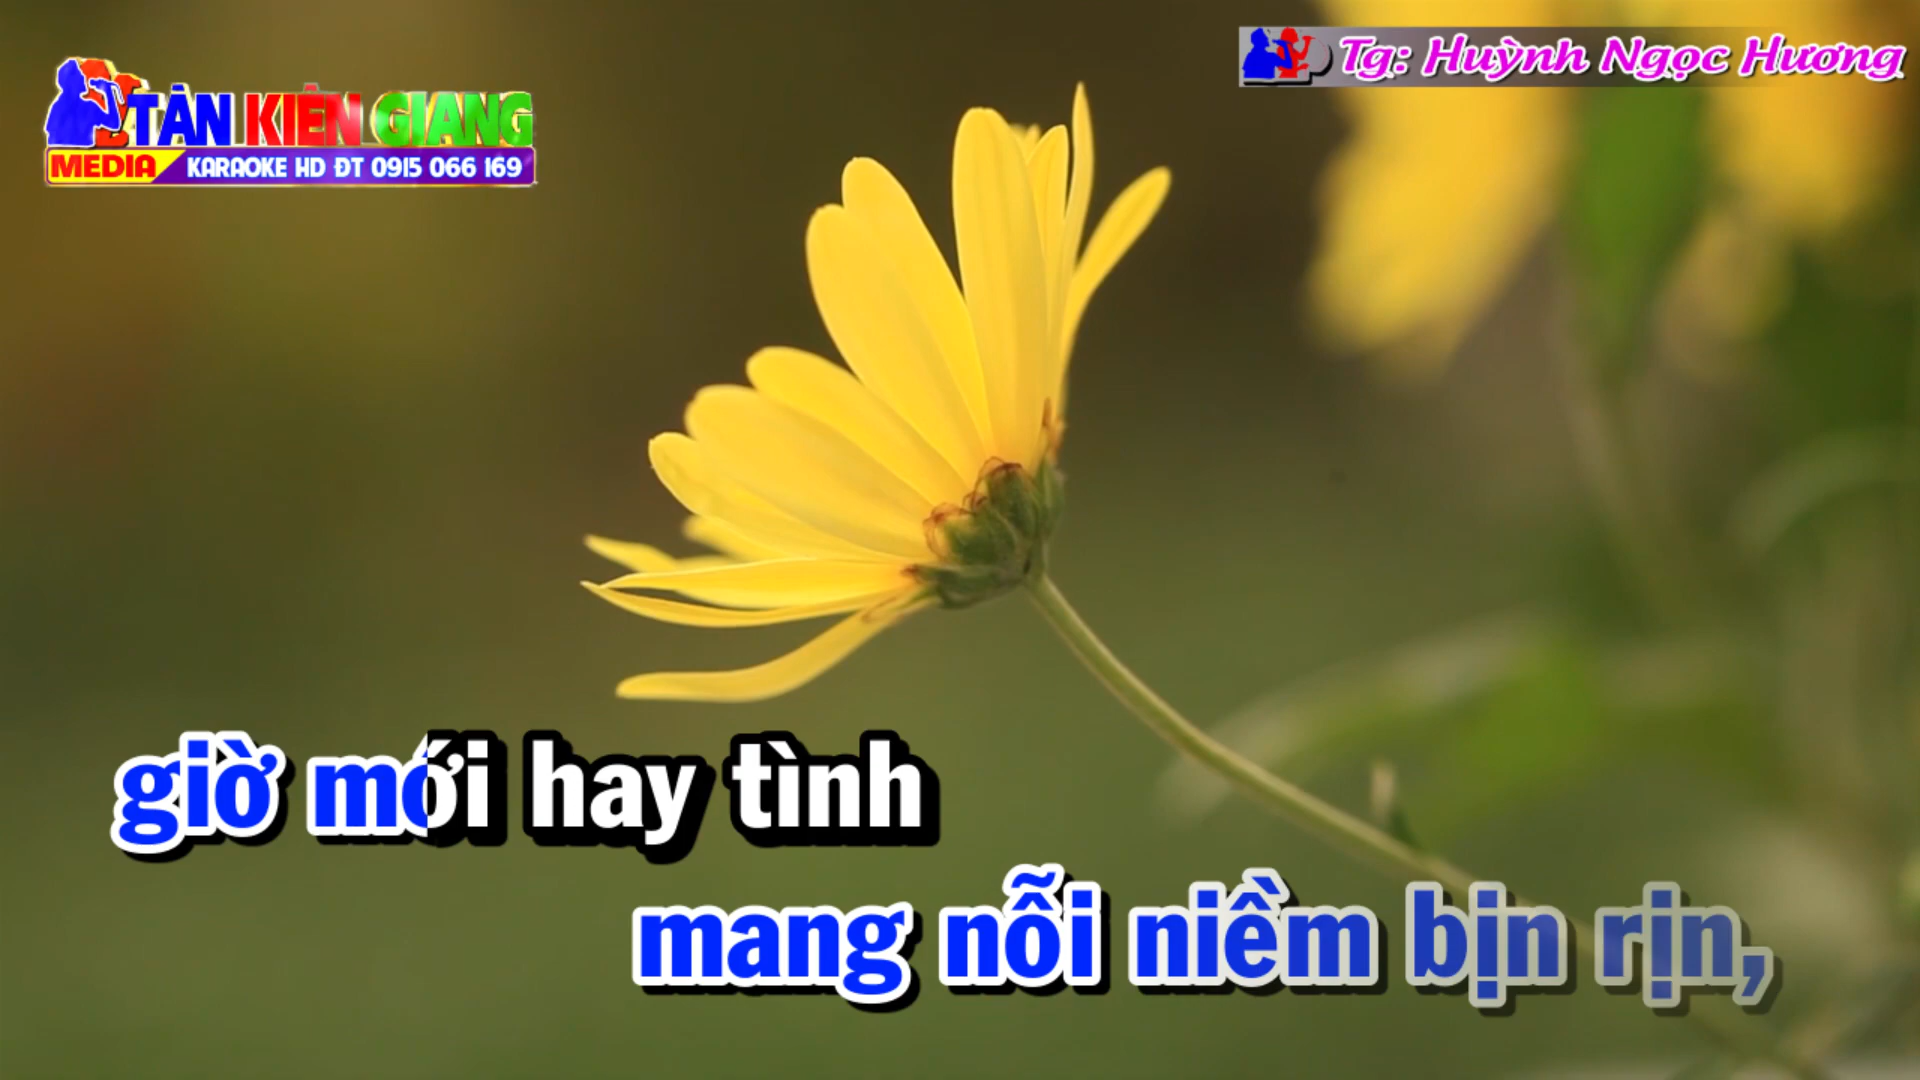 TÂN KIÊN GIANG
MEDIA KARAOKE HD ĐT 0915 066 169
Tg: Huỳnh Ngọc Hương
giờ mới hay tình
mang nỗi niềm bịn rịn,